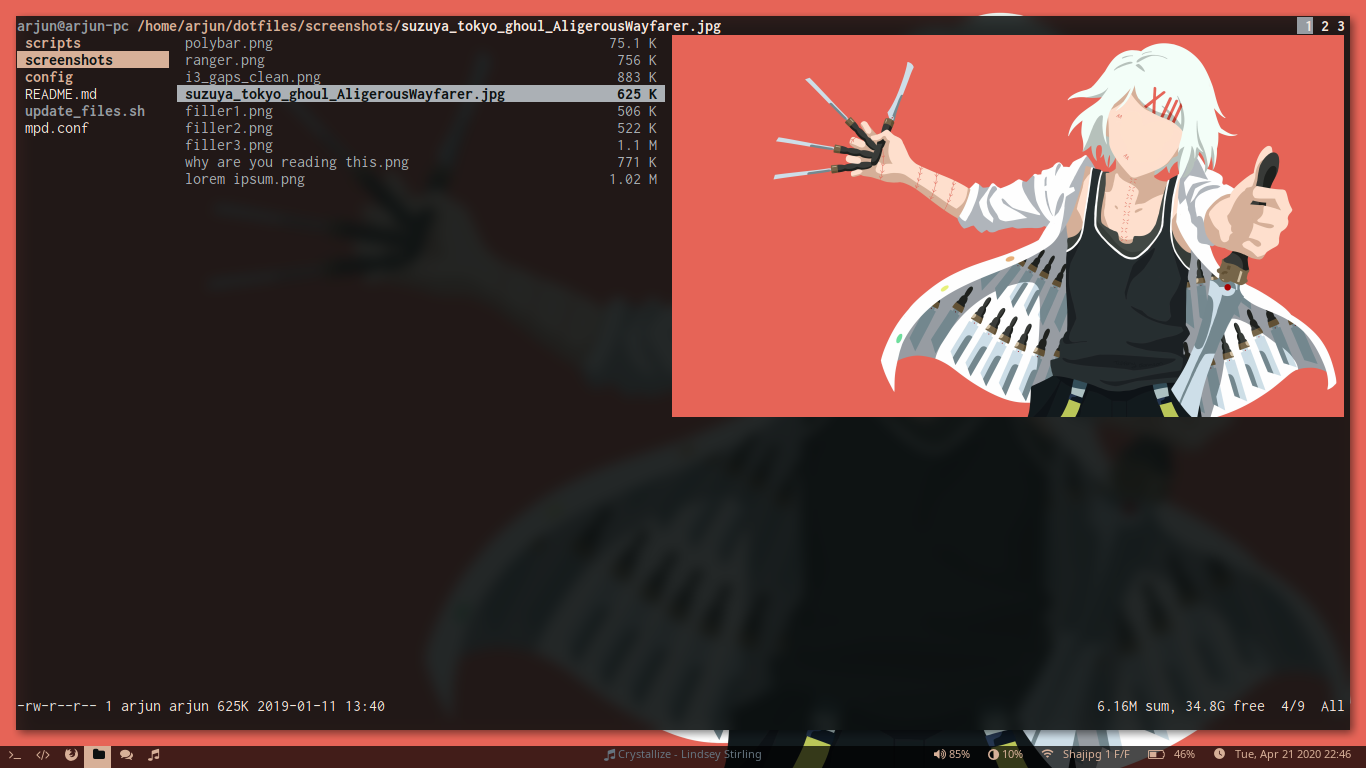 arjun@arjun-pc /home/arjun/dotfiles/screenshots/suzuya_tokyo_ghoul_AligerousWayfarer.jpg 1 2 3
scripts polybar.png 75.1 K
screenshots ranger.png 756 K
config i3_gaps_clean.png 883 K
README.md suzuya_tokyo_ghoul_AligerousWayfarer.jpg 625 K
update_files.sh filler1.png 506 K
mpd.conf filler2.png 522 K
filler3.png 1.1 M
why are you reading this.png 771 K
lorem ipsum.png 1.02 M
-rw-r--r-- 1 arjun arjun 625K 2019-01-11 13:40 6.16M sum, 34.8G free 4/9 All
Crystallize - Lindsey Stirling 85% 10% Shajipg 1 F/F 46% Tue, Apr 21 2020 22:46